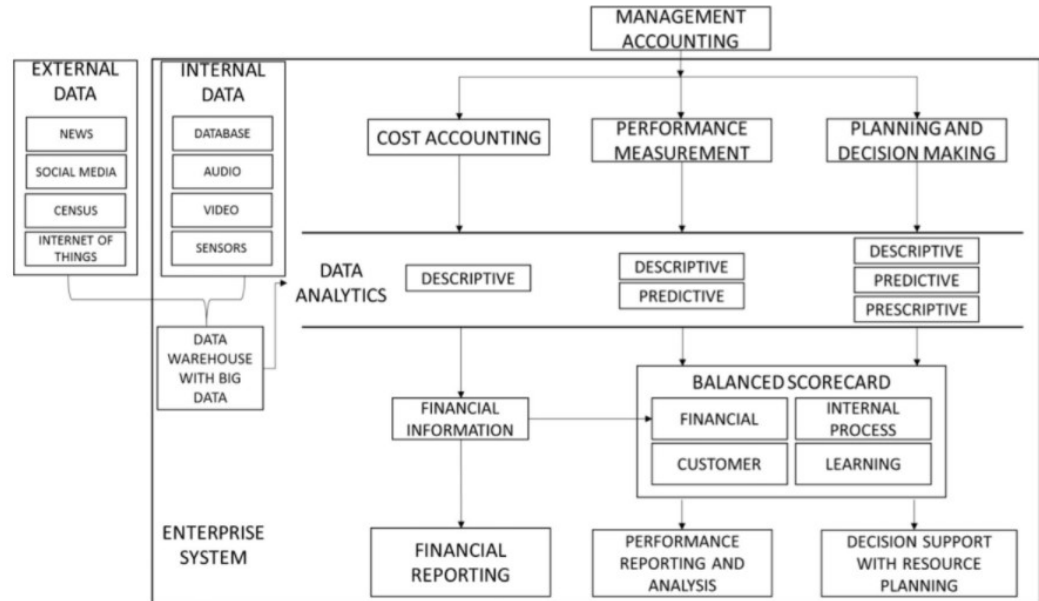 MANAGEMENT
ACCOUNTING
EXTERNAL
DATA
NEWS
SOCIAL MEDIA
CENSUS
INTERNET OF
THINGS
INTERNAL
DATA
DATABASE
AUDIO
VIDEO
SENSORS
DATA
WAREHOUSE
WITH BIG
DATA
COST ACCOUNTING
PERFORMANCE
MEASUREMENT
PLANNING AND
DECISION MAKING
DATA
ANALYTICS
DESCRIPTIVE
DESCRIPTIVE
PREDICTIVE
DESCRIPTIVE
PREDICTIVE
PRESCRIPTIVE
FINANCIAL
INFORMATION
BALANCED SCORECARD
FINANCIAL
INTERNAL
PROCESS
CUSTOMER
LEARNING
ENTERPRISE
SYSTEM
FINANCIAL
REPORTING
PERFORMANCE
REPORTING AND
ANALYSIS
DECISION SUPPORT
WITH RESOURCE
PLANNING